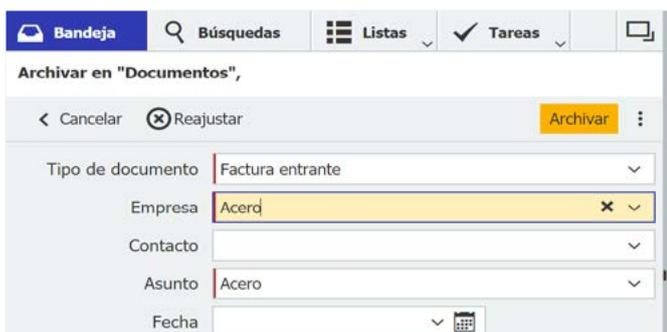 Bandeja Búsquedas Listas Tareas
Archivar en "Documentos",
Cancelar Reajustar Archivar
Tipo de documento Factura entrante
Empresa Acero
Contacto
Asunto Acero
Fecha